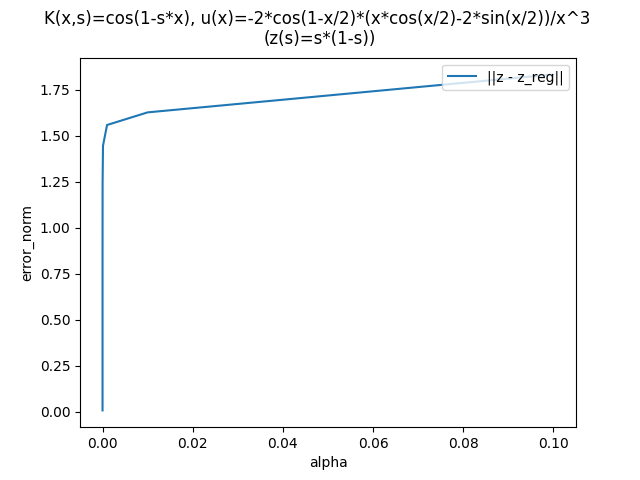 K(x,s)=cos(1-s*x), u(x)=-2*cos(1-x/2)*(x*cos(x/2)-2*sin(x/2))/x^3
(z(s)=s*(1-s))
||z - z_reg||
1.75
1.50
1.25
1.00
0.75
0.50
0.25
0.00
error_norm
0.00 0.02 0.04 0.06 0.08 0.10
alpha